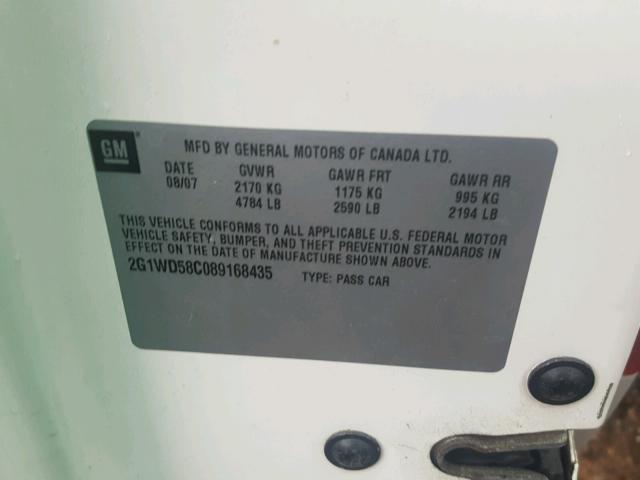 GM
MFD BY GENERAL MOTORS OF CANADA LTD.
DATE GVWR GAWR FRT GAWR RR
08/07 2170 KG 1175 KG 995 KG
4784 LB 2590 LB 2194 LB
THIS VEHICLE CONFORMS TO ALL APPLICABLE U.S. FEDERAL MOTOR
VEHICLE SAFETY, BUMPER, AND THEFT PREVENTION STANDARDS IN
EFFECT ON THE DATE OF MANUFACTURE SHOWN ABOVE.
2G1WD58C089168435 TYPE: PASS CAR